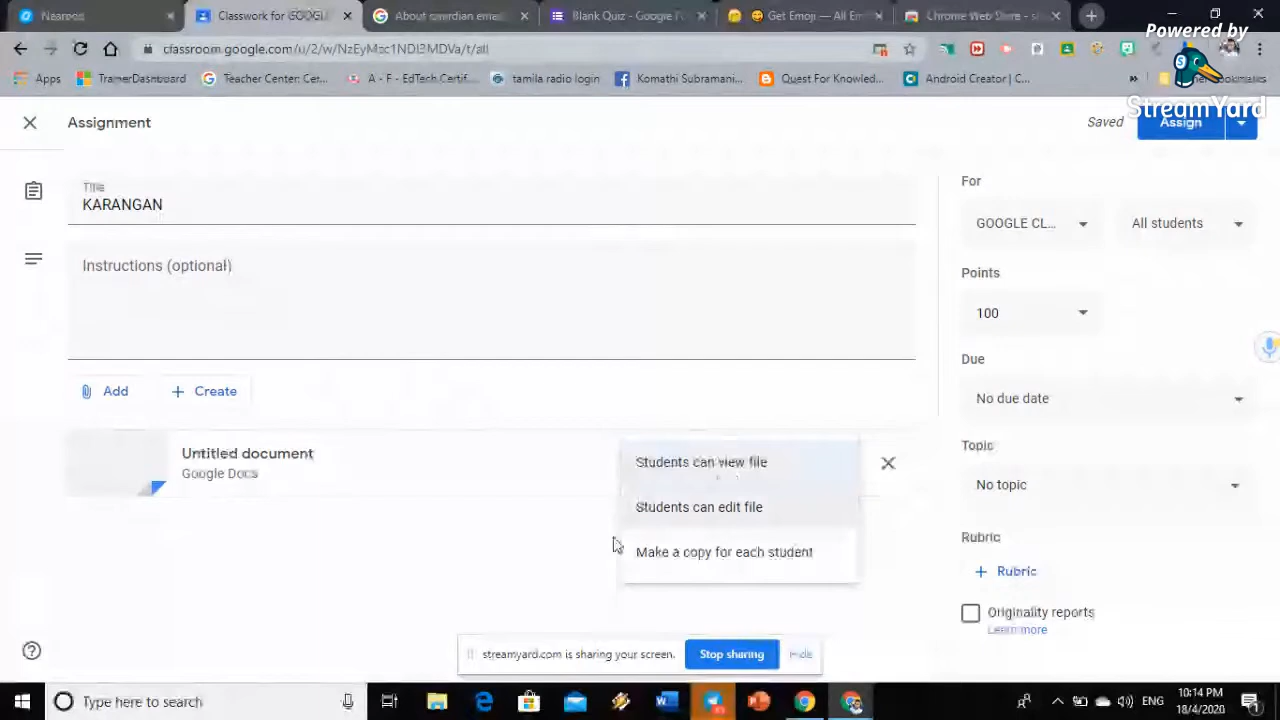 Nearpod
Classwork for GOOGLE
About guardian email
Blank Quiz - Google F
Get Emoji — All Em
Chrome Web Store - s
Powered by
classroom.google.com/u/2/w/NzEyMzc1NDI3MDVa/t/all
Apps
TrainerDashboard
Teacher Center: Cer...
A - F - EdTech Certif...
tamila radio login
Komathi Subramani...
Quest For Knowled...
Android Creator | C...
StreamYard
Assignment
Saved
Assign
Title
KARANGAN
Instructions (optional)
Add
Create
Untitled document
Google Docs
Students can view file
Students can edit file
Make a copy for each student
For
GOOGLE CL...
All students
Points
100
Due
No due date
Topic
No topic
Rubric
Rubric
Originality reports
Learn more
streamyard.com is sharing your screen.
Stop sharing
Hide
Type here to search
ENG
10:14 PM
18/4/2020